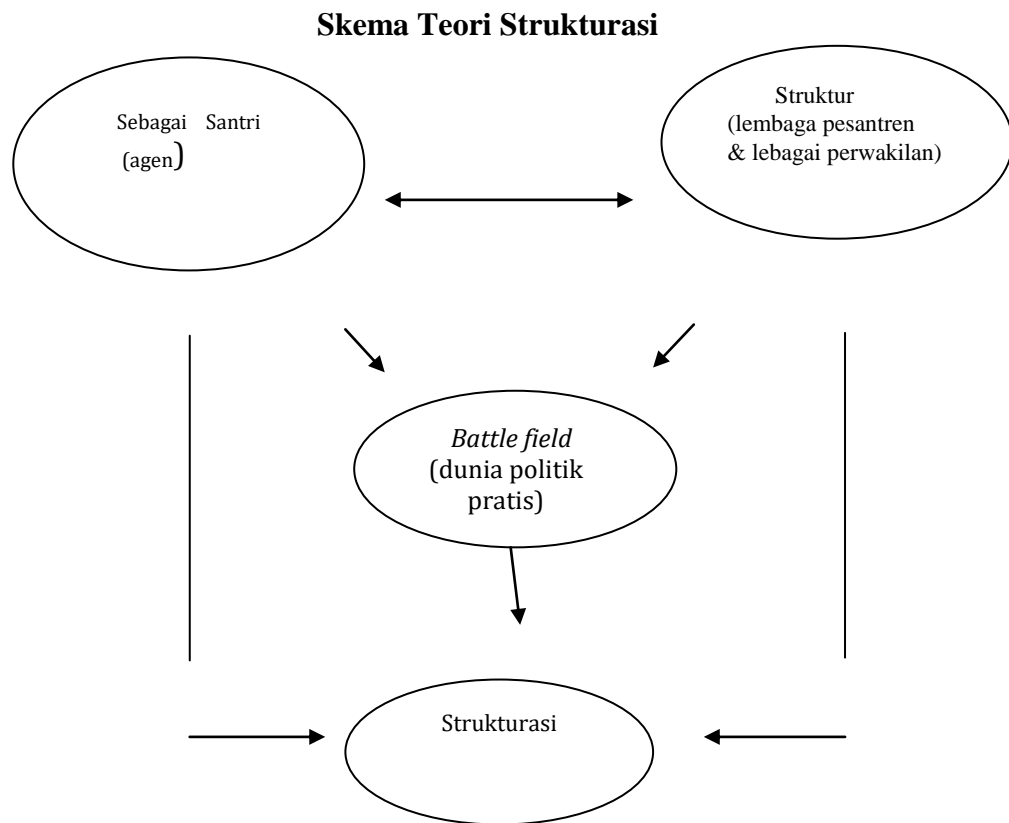 Skema Teori Strukturasi
Sebagai Santri
(agen)
Struktur
(lembaga pesantren
& lebagai perwakilan)
Battle field
(dunia politik
pratis)
Strukturasi